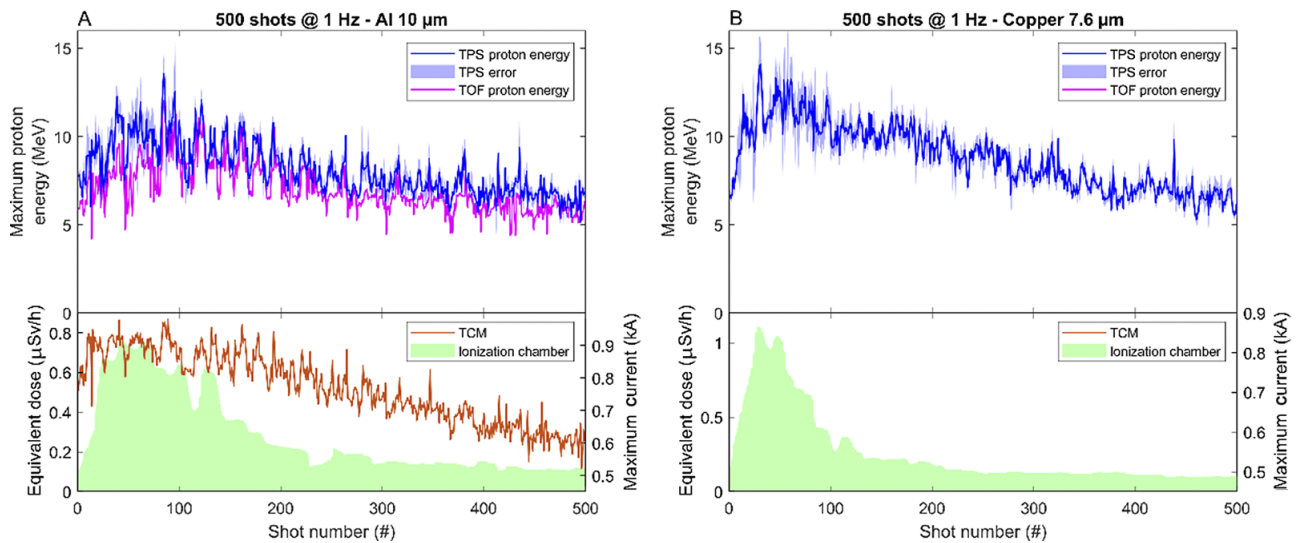 A
500 shots @ 1 Hz - Al 10 µm
15
10
5
0
Maximum proton
energy (MeV)
TPS proton energy
TPS error
TOF proton energy
0.8
0.6
0.4
0.2
0
Equivalent dose (µSv/h)
TCM
Ionization chamber
0.9
0.8
0.7
0.6
0.5
Maximum current (kA)
0
100
200
300
400
500
Shot number (#)
B
500 shots @ 1 Hz - Copper 7.6 µm
15
10
5
0
Maximum proton
energy (MeV)
TPS proton energy
TPS error
TOF proton energy
1
0.5
0
Equivalent dose (µSv/h)
TCM
Ionization chamber
0.9
0.8
0.7
0.6
0.5
Maximum current (kA)
0
100
200
300
400
500
Shot number (#)